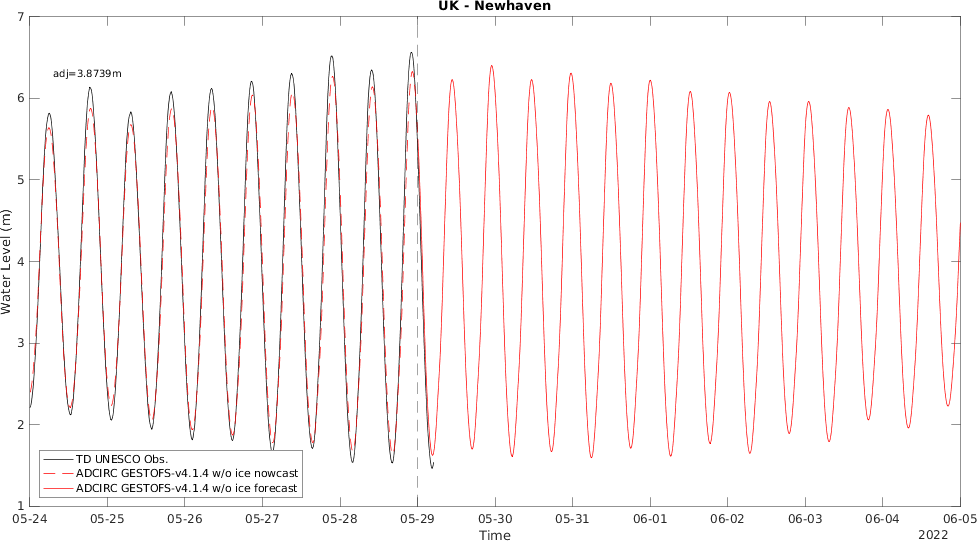 UK - Newhaven
adj=3.8739m
Water Level (m)
7
6
5
4
3
2
1
TD UNESCO Obs.
ADCIRC GESTOFS-v4.1.4 w/o ice nowcast
ADCIRC GESTOFS-v4.1.4 w/o ice forecast
05-24 05-25 05-26 05-27 05-28 05-29 05-30 05-31 06-01 06-02 06-03 06-04 06-05
Time
2022